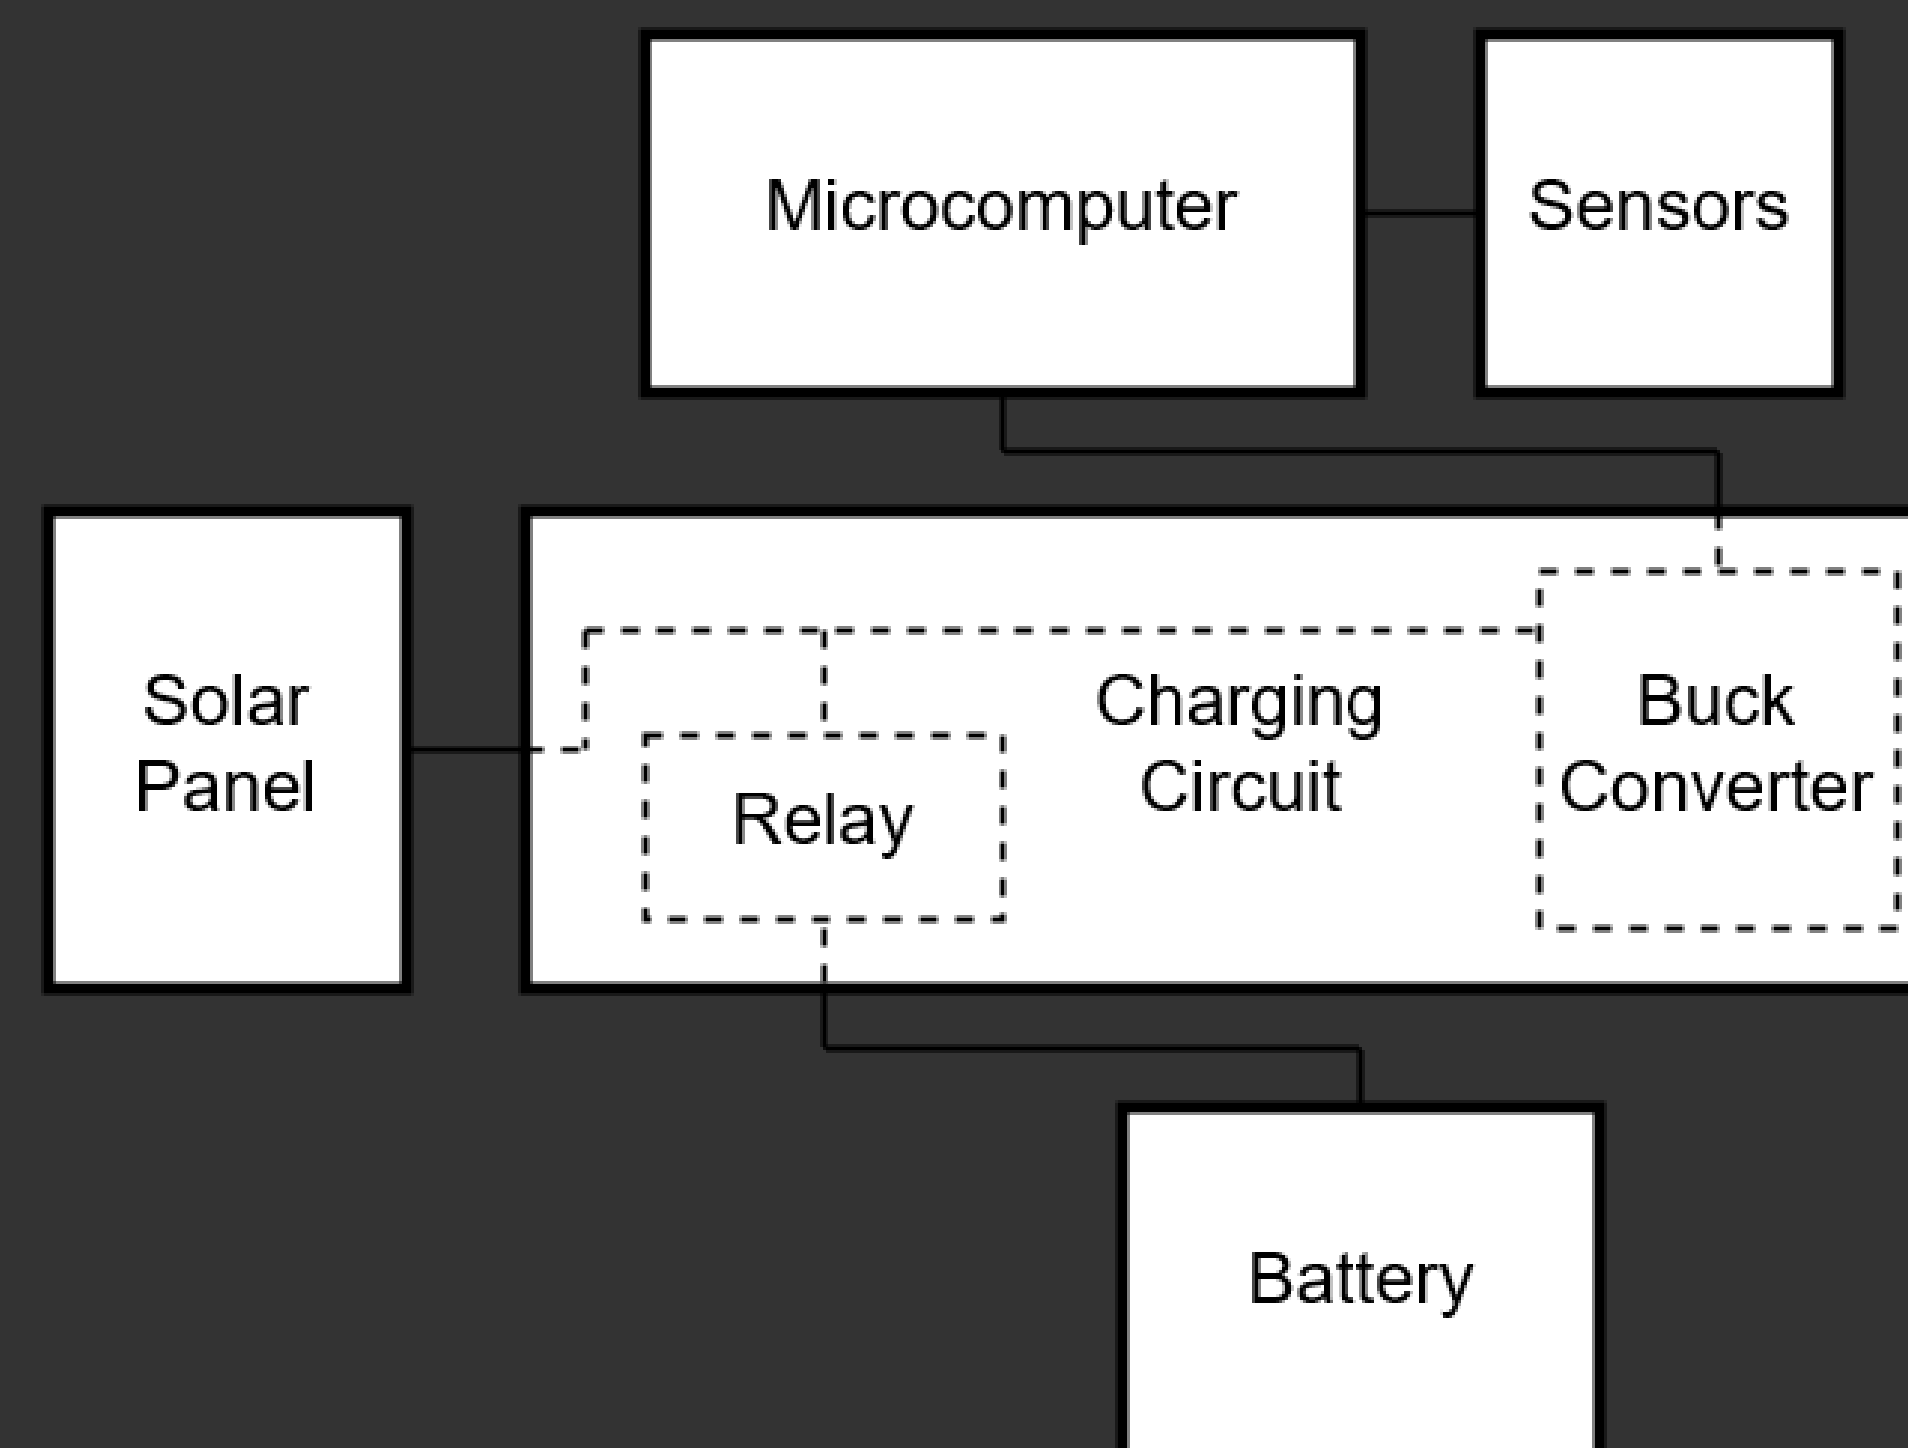 Microcomputer
Sensors
Solar
Panel
Relay
Charging
Circuit
Buck
Converter
Battery